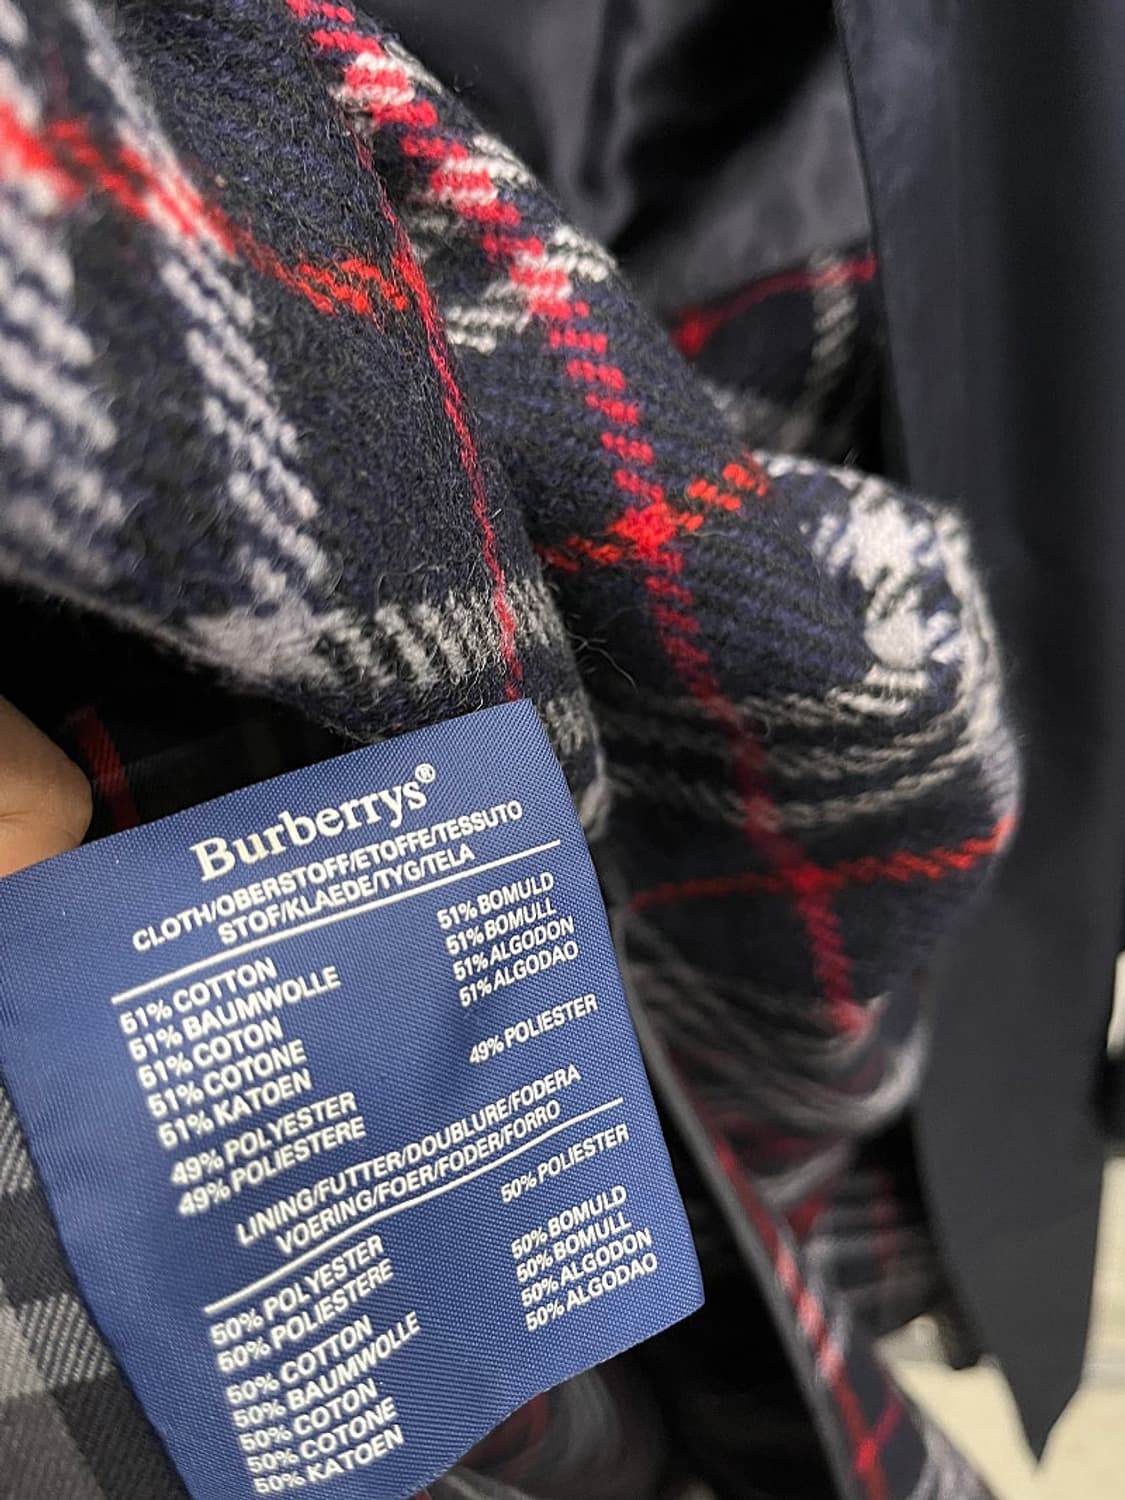 Burberrys®
CLOTH/OBERSTOFF/ETOFFE/TESSUTO
STOF/KLAEDE/TYG/TELA
51% COTTON
51% BAUMWOLLE
51% COTON
51% COTONE
51% KATOEN
49% POLYESTER
49% POLIESTERE
51% BOMULD
51% BOMULL
51% ALGODON
51% ALGODAO
49% POLIESTER
LINING/FUTTER/DOUBLURE/FODERA
VOERING/FOER/FODER/FORRO
50% POLYESTER
50% POLIESTERE
50% COTTON
50% BAUMWOLLE
50% COTON
50% COTONE
50% KATOEN
50% POLIESTER
50% BOMULD
50% BOMULL
50% ALGODON
50% ALGODAO